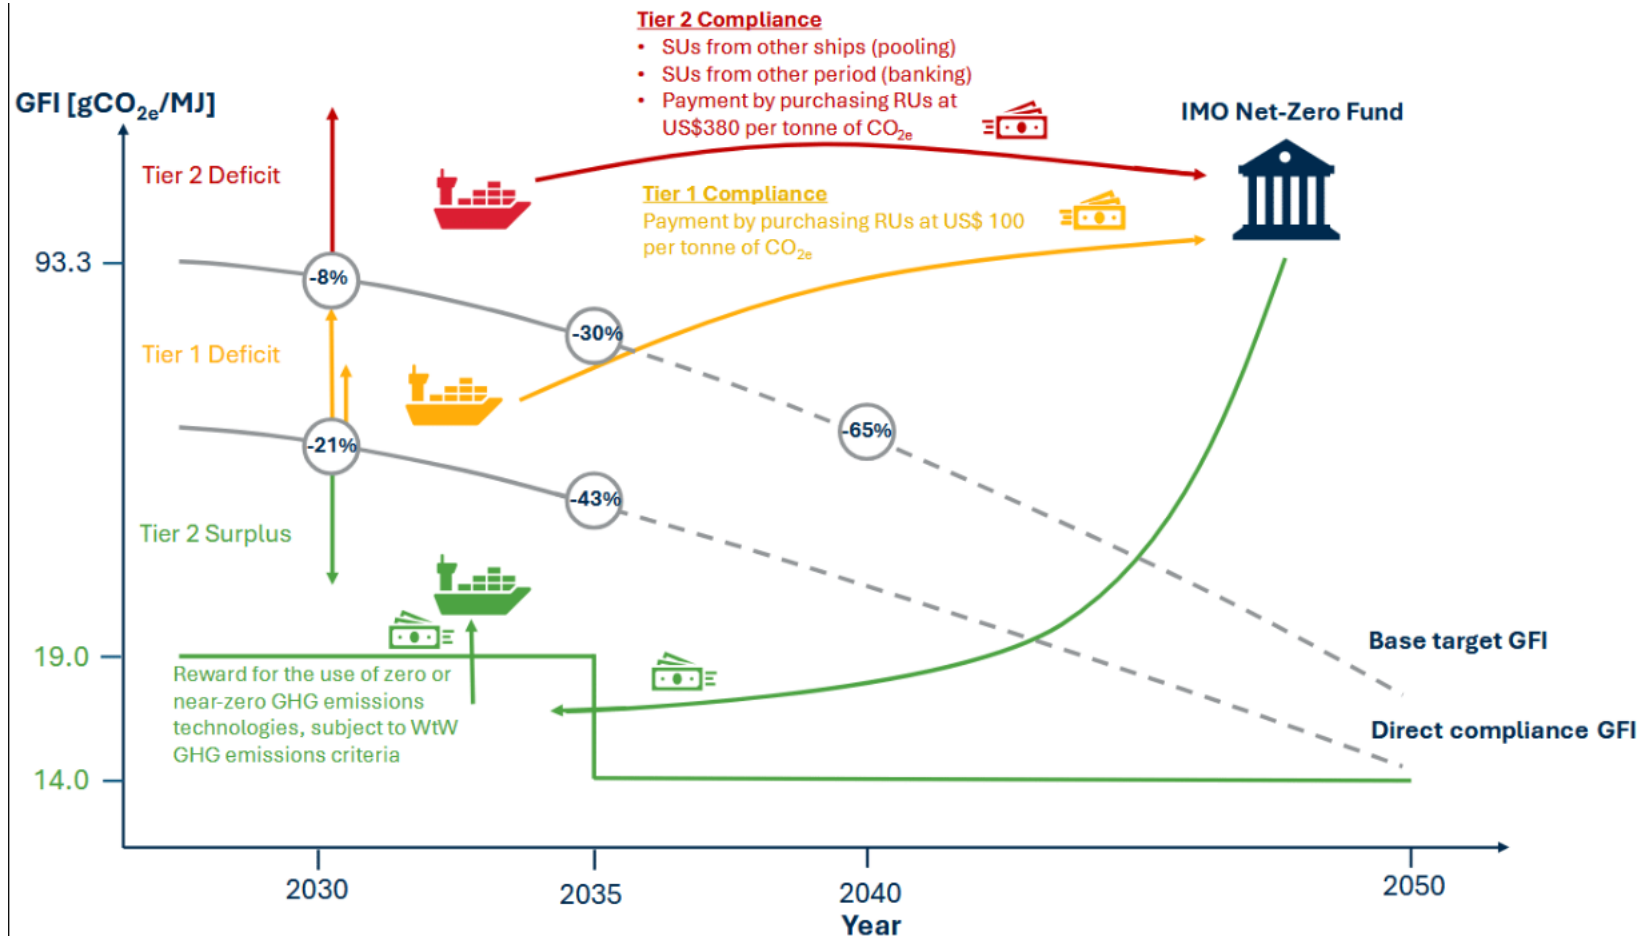 Tier 2 Compliance
• SUs from other ships (pooling)
• SUs from other period (banking)
• Payment by purchasing RUs at
US$380 per tonne of CO2e
GFI [gCO2e/MJ]
IMO Net-Zero Fund
Tier 2 Deficit
Tier 1 Compliance
Payment by purchasing RUs at US$ 100
per tonne of CO2e
93.3
-8%
-30%
Tier 1 Deficit
-65%
-21%
-43%
Tier 2 Surplus
Base target GFI
19.0
Reward for the use of zero or
near-zero GHG emissions
technologies, subject to WtW
GHG emissions criteria
Direct compliance GFI
14.0
2030
2035
2040
2050
Year